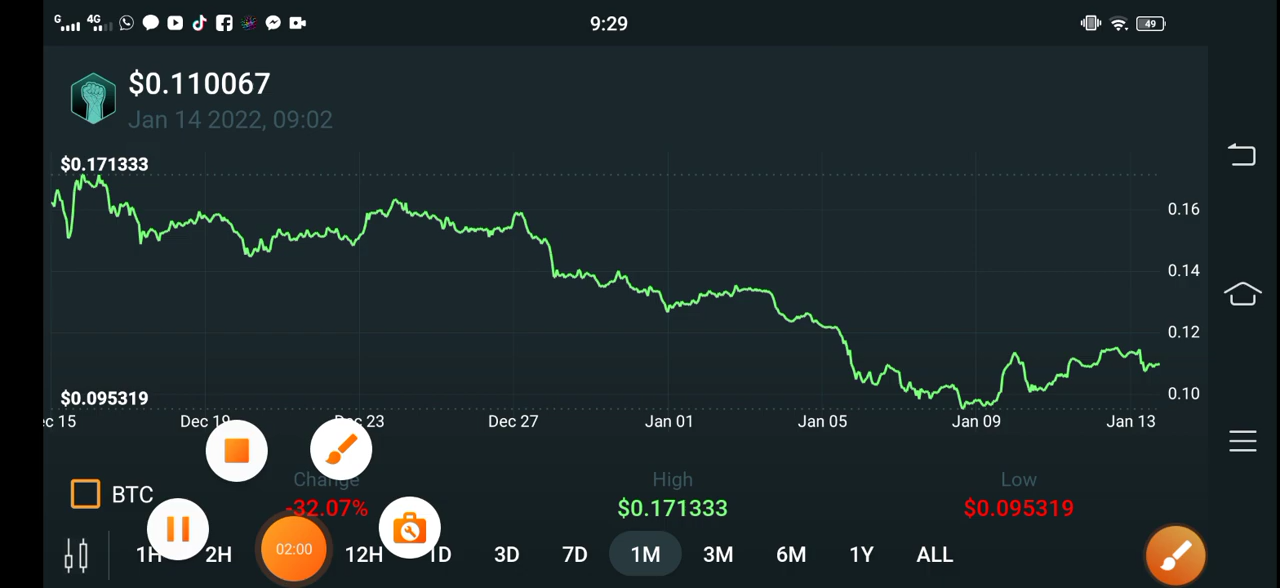 G 4G 9:29 49
$0.110067
Jan 14 2022, 09:02
$0.171333
0.16
0.14
0.12
$0.095319
0.10
c 15 Dec 19 Dec 23 Dec 27 Jan 01 Jan 05 Jan 09 Jan 13
Change High Low
BTC
-32.07% $0.171333 $0.095319
1H 2H 02:00 12H 1D 3D 7D 1M 3M 6M 1Y ALL